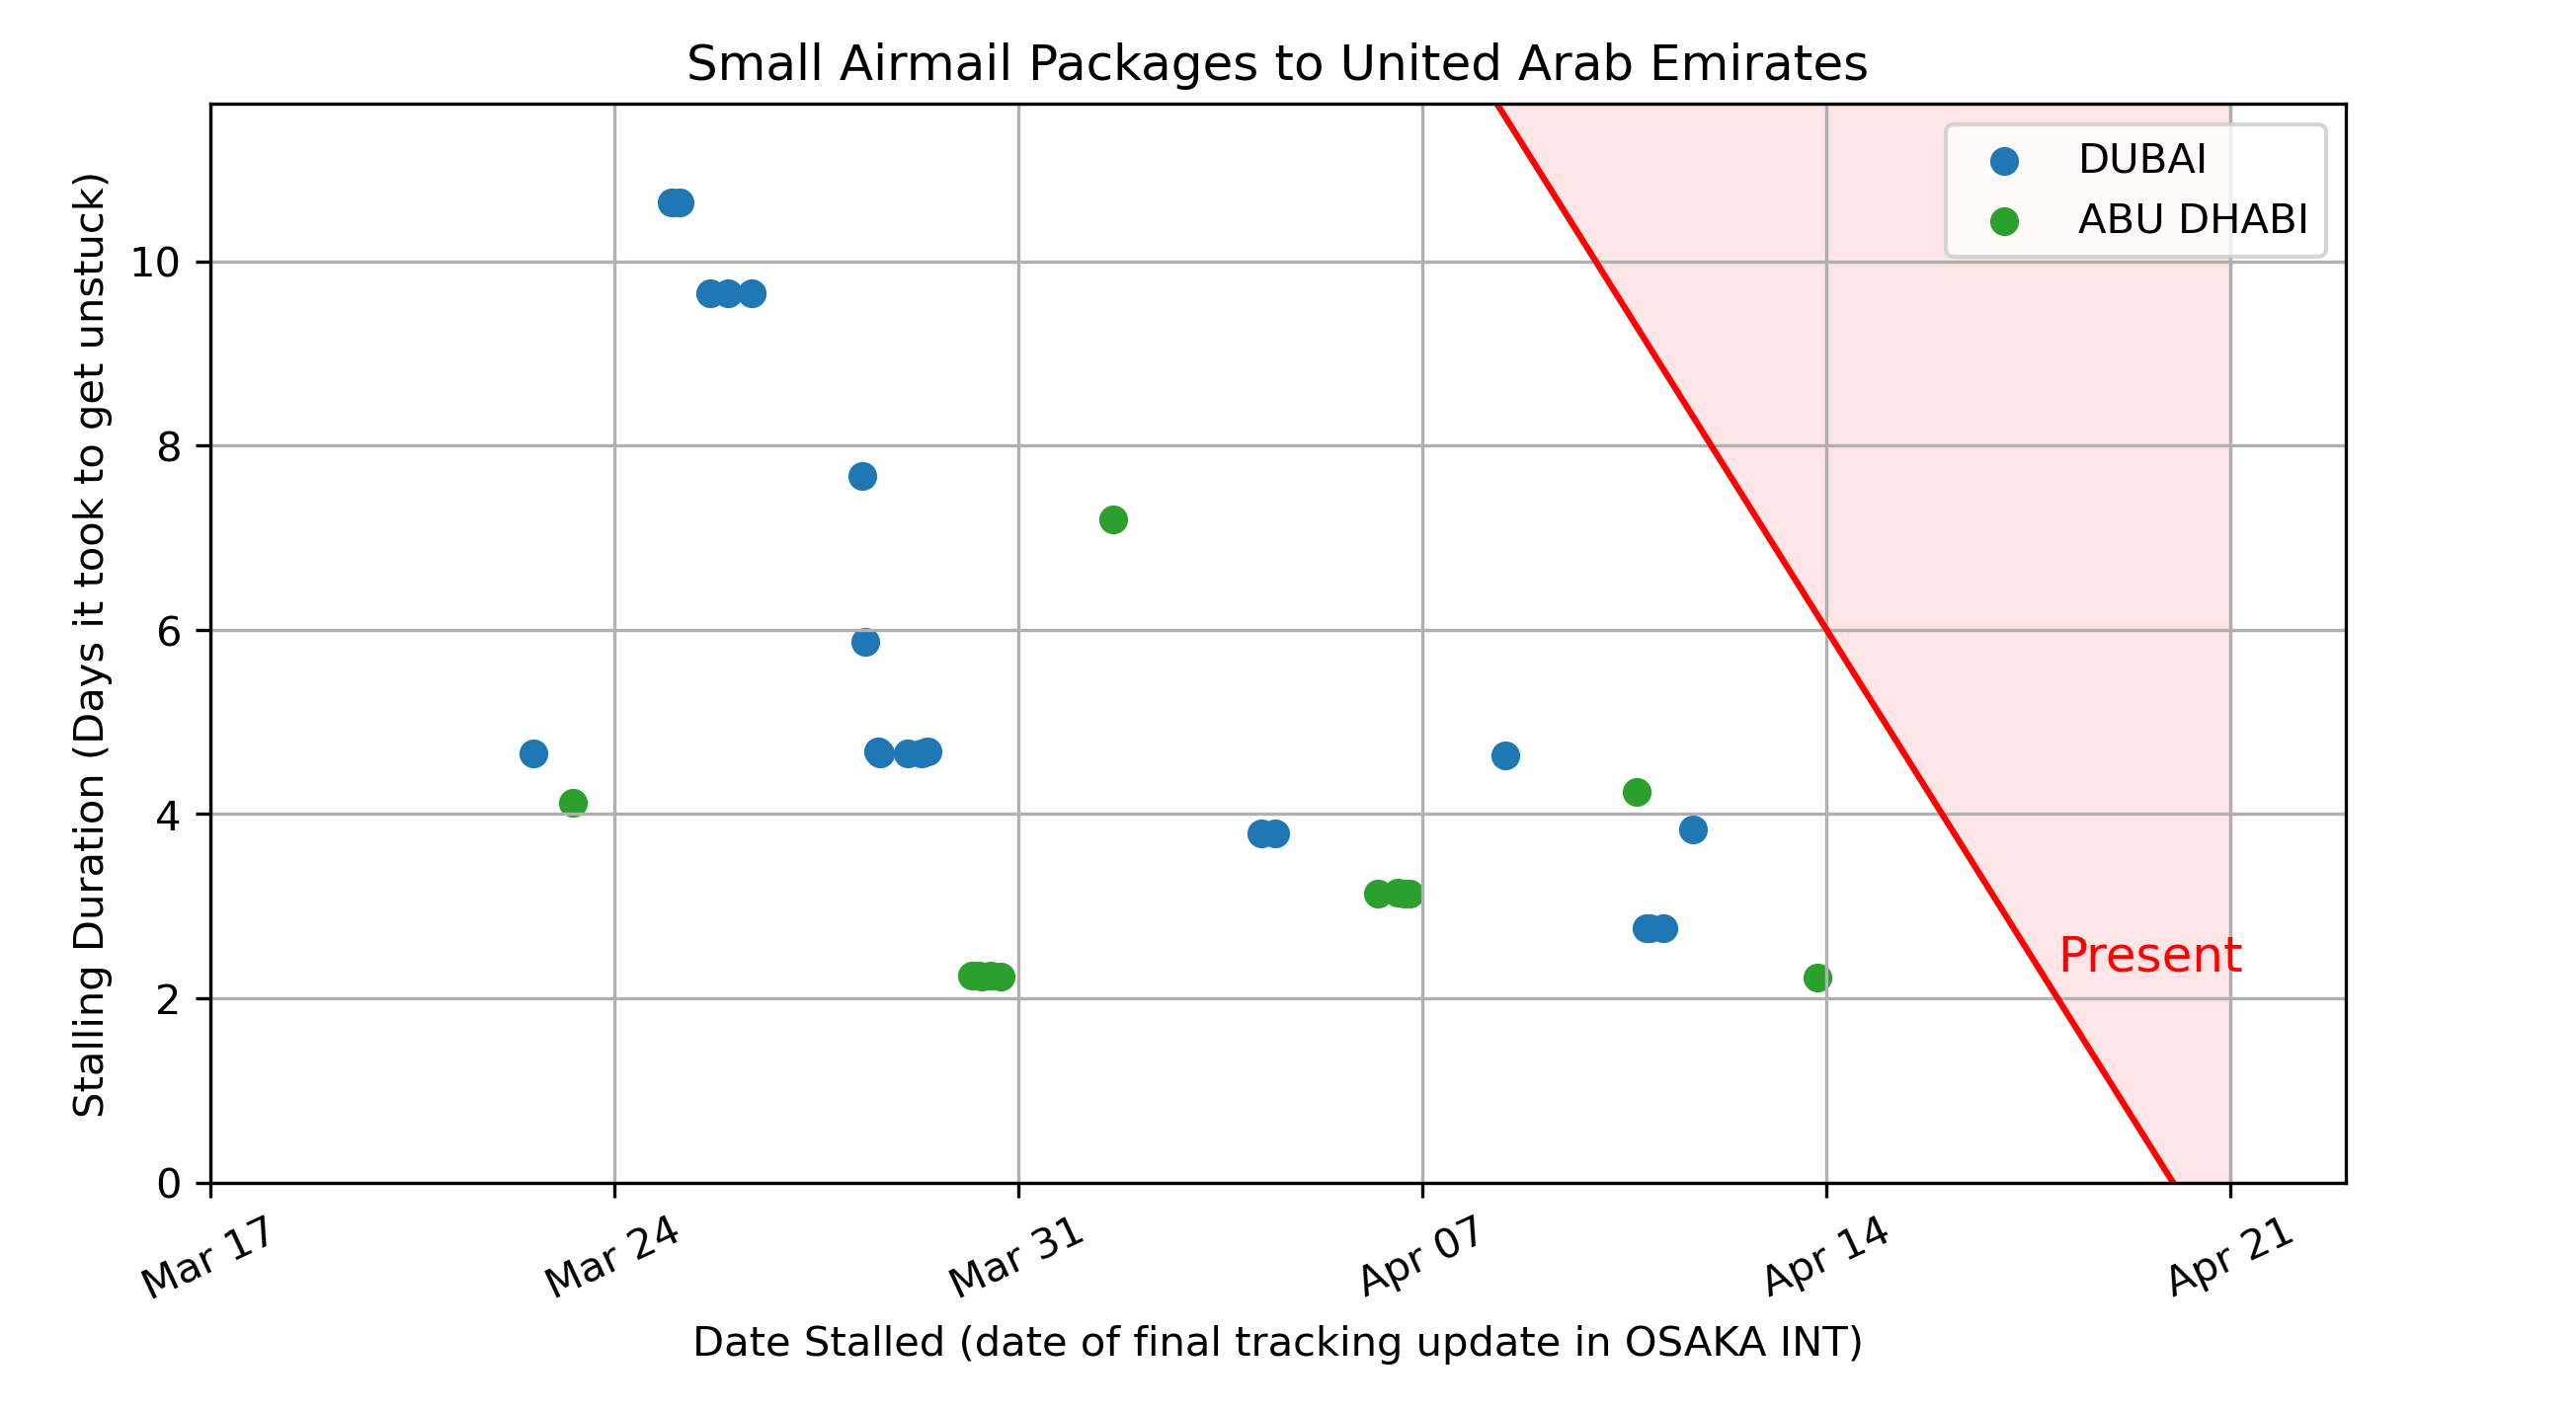 Small Airmail Packages to United Arab Emirates
Stalling Duration (Days it took to get unstuck)
10
8
6
4
2
0
DUBAI
ABU DHABI
Present
Mar 17
Mar 24
Mar 31
Apr 07
Apr 14
Apr 21
Date Stalled (date of final tracking update in OSAKA INT)